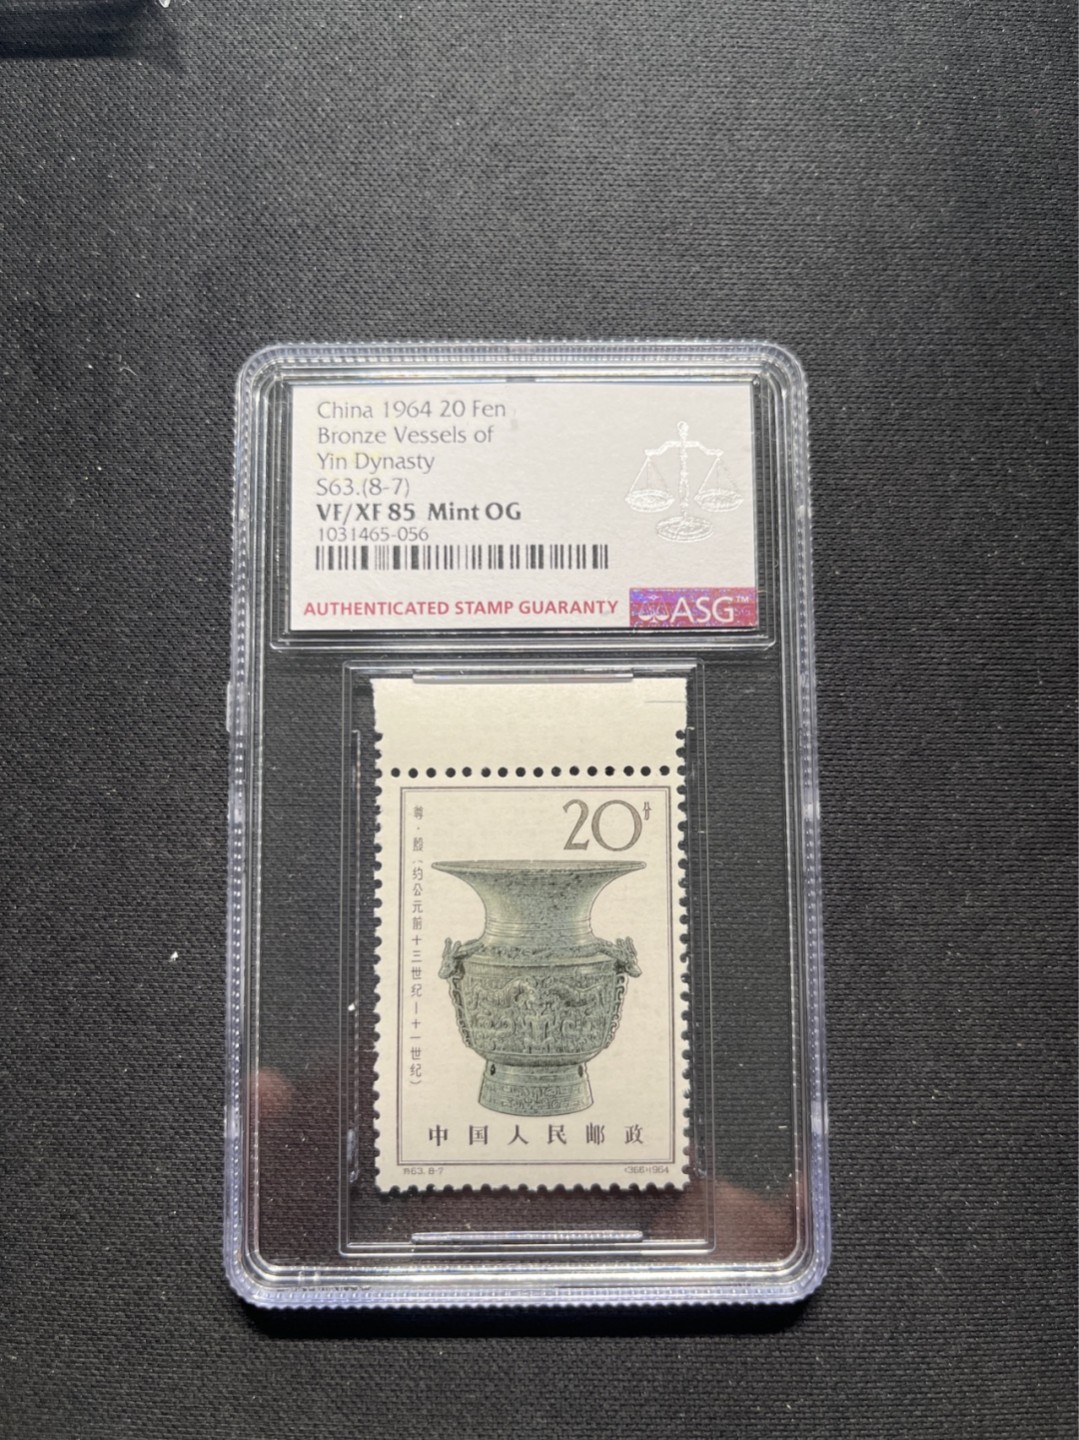 China 1964 20 Fen
Bronze Vessels of
Yin Dynasty
S63.(8-7)
VF/XF 85 Mint OG
1031465-056
AUTHENTICATED STAMP GUARANTY
ASG™
20分
尊·殷(约公元前十三世纪—十一世纪)
中国人民邮政
特63.8-7
(366)1964